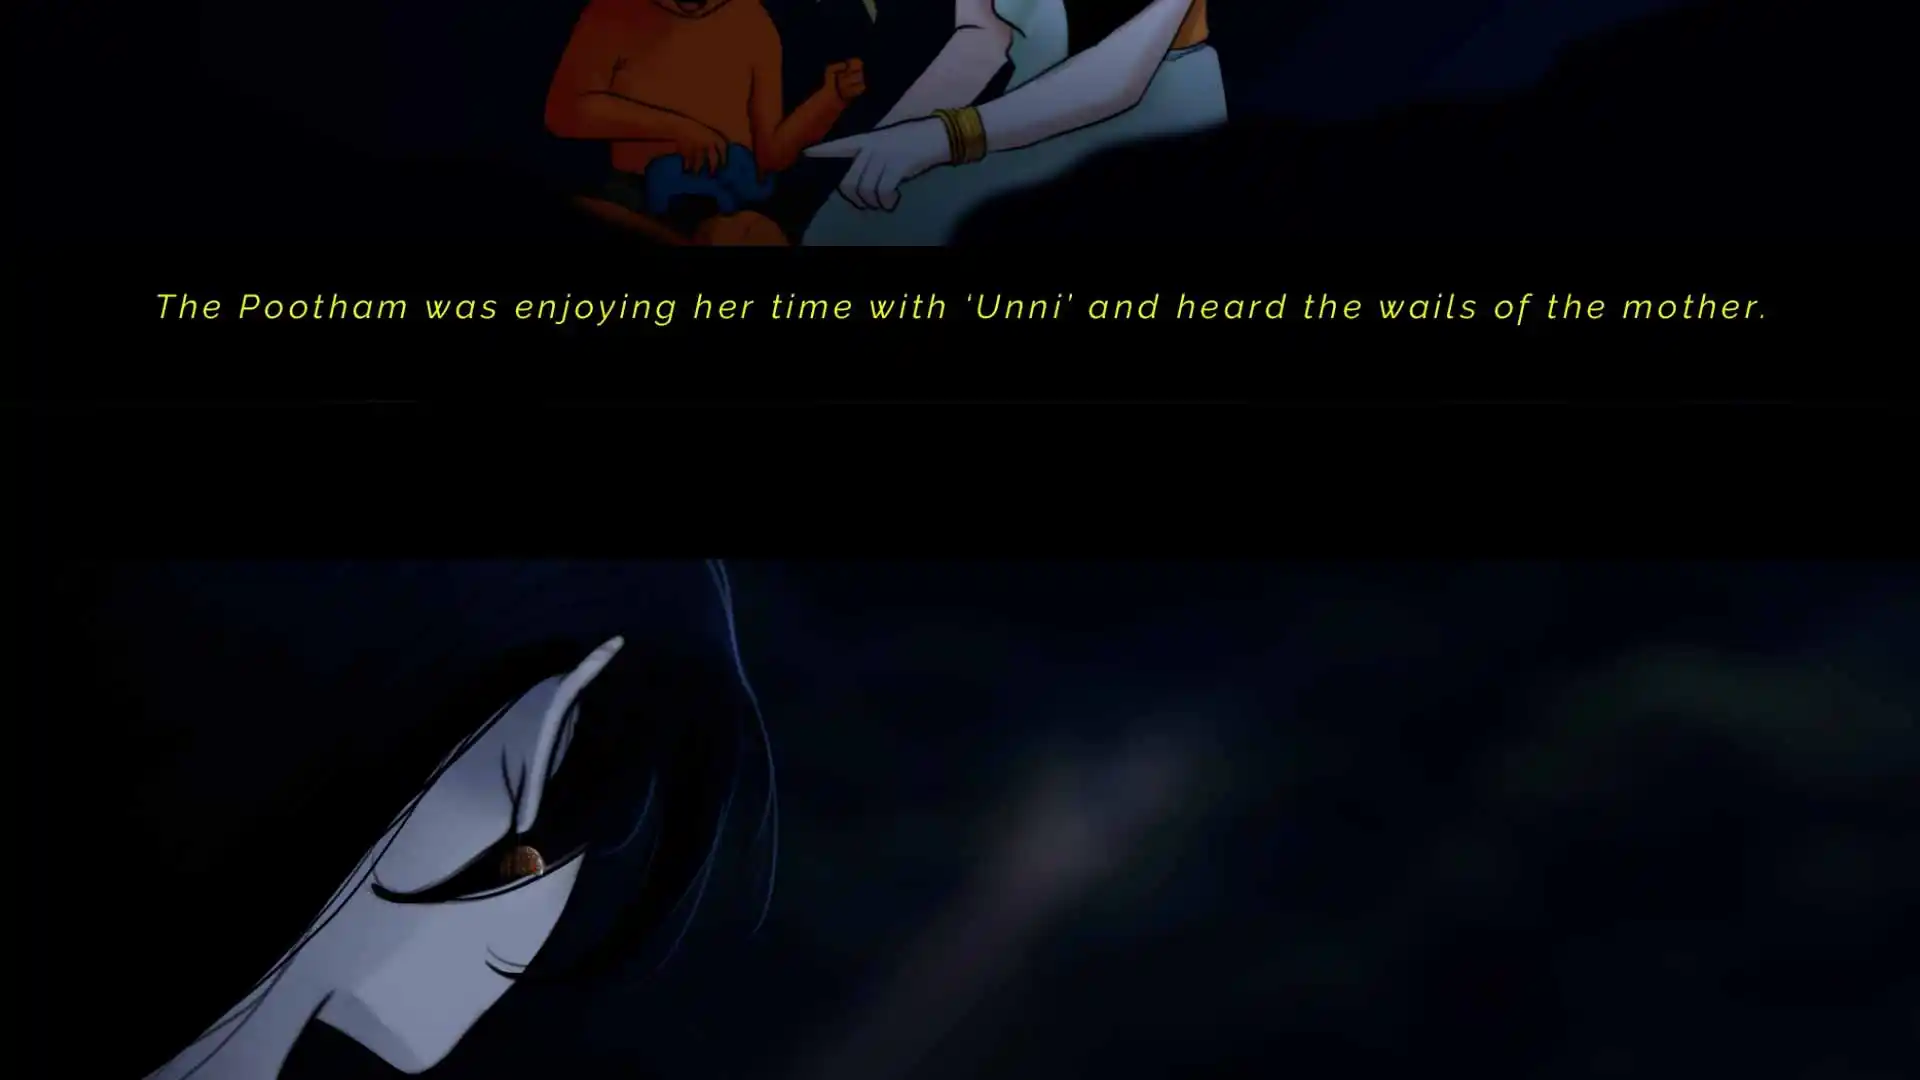 The Pootham was enjoying her time with ‘Unni’ and heard the wails of the mother.